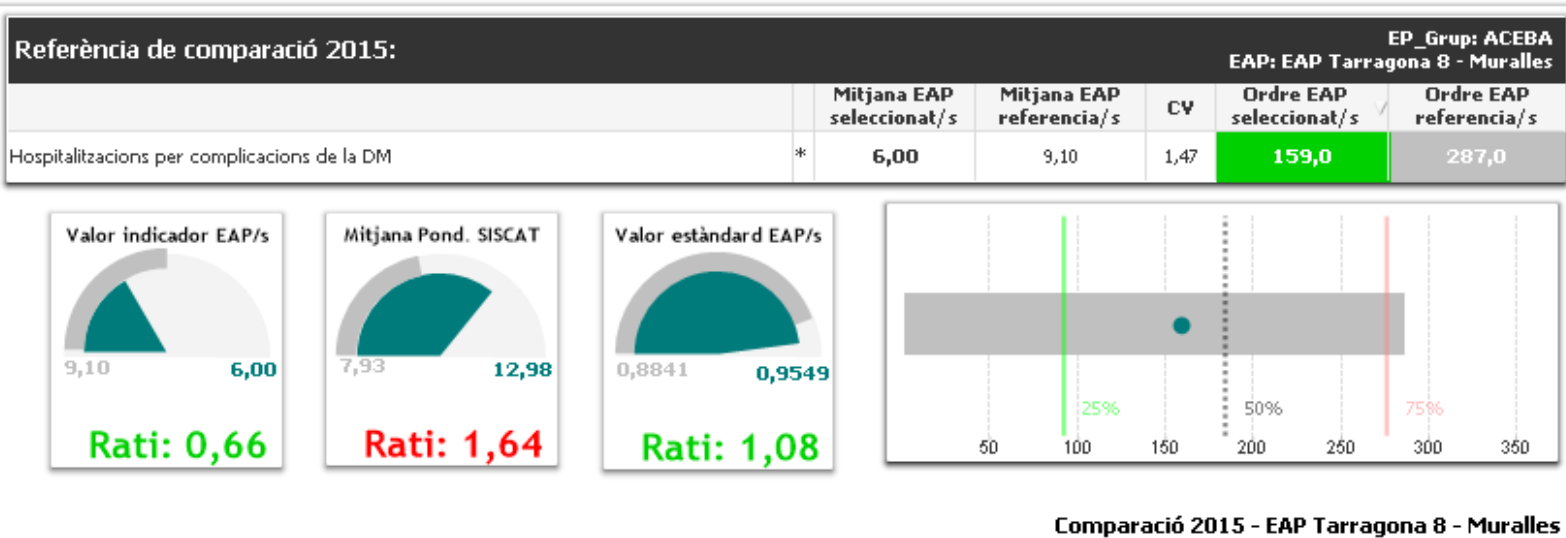 Referència de comparació 2015:
EP_Grup: ACEBA
EAP: EAP Tarragona 8 - Muralles
Mitjana EAP seleccionat/s
Mitjana EAP referencia/s
CV
Ordre EAP seleccionat/s
Ordre EAP referencia/s
Hospitalitzacions per complicacions de la DM * 6,00 9,10 1,47 159,0 287,0
Valor indicador EAP/s
9,10 6,00
Rati: 0,66
Mitjana Pond. SISCAT
7,93 12,98
Rati: 1,64
Valor estàndard EAP/s
0,8841 0,9549
Rati: 1,08
25% 50% 75%
50 100 150 200 250 300 350
Comparació 2015 - EAP Tarragona 8 - Muralles